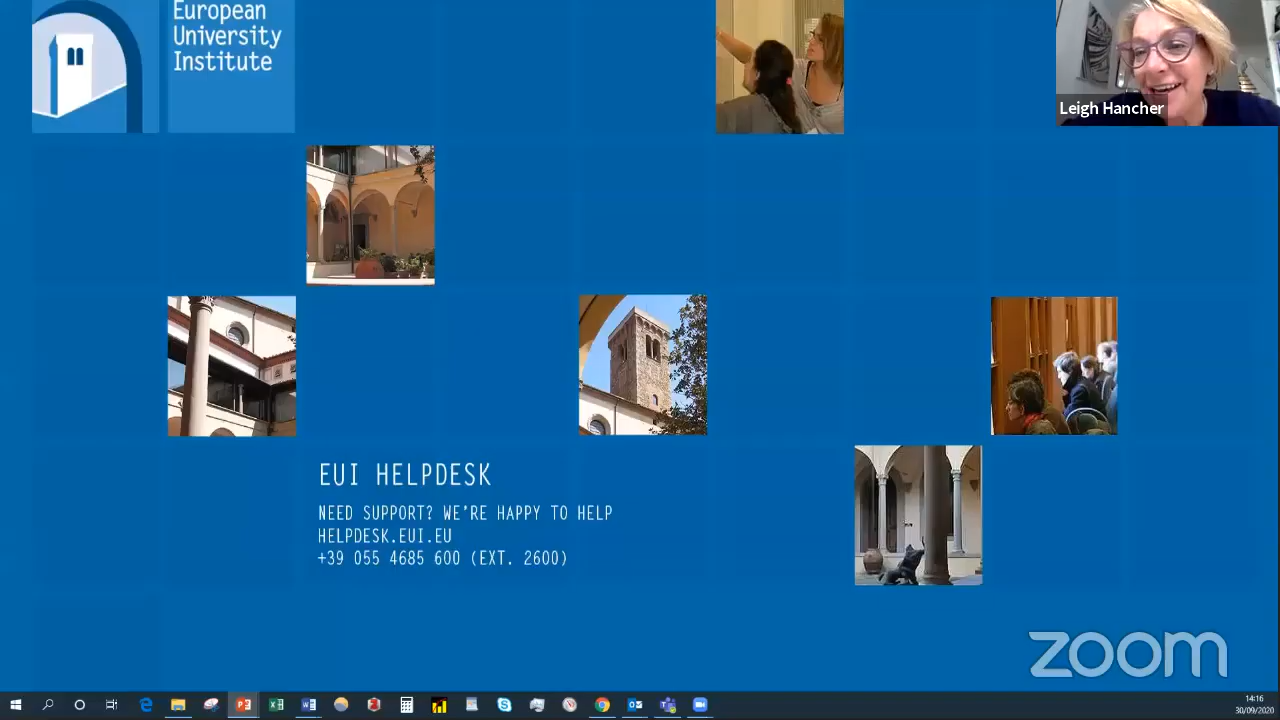 European
University
Institute
Leigh Hancher
EUI HELPDESK
NEED SUPPORT? WE'RE HAPPY TO HELP
HELPDESK.EUI.EU
+39 055 4685 600 (EXT. 2600)
zoom
14:16
30/09/2020